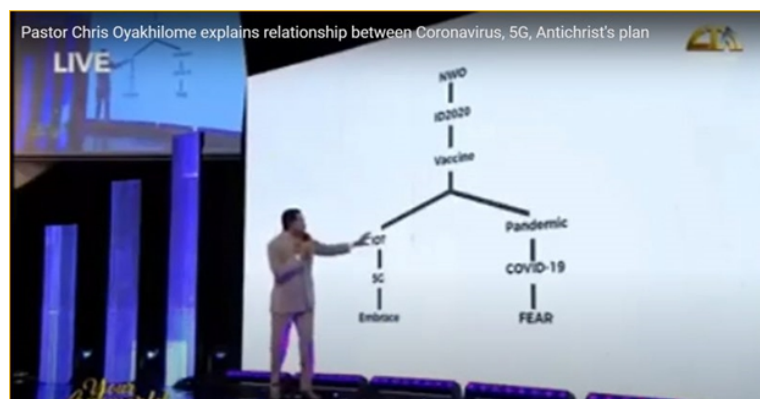 Pastor Chris Oyakhilome explains relationship between Coronavirus, 5G, Antichrist's plan
LIVE
NWO
ID2020
Vaccine
IOT
Pandemic
5G
COVID-19
Embrace
FEAR
Your